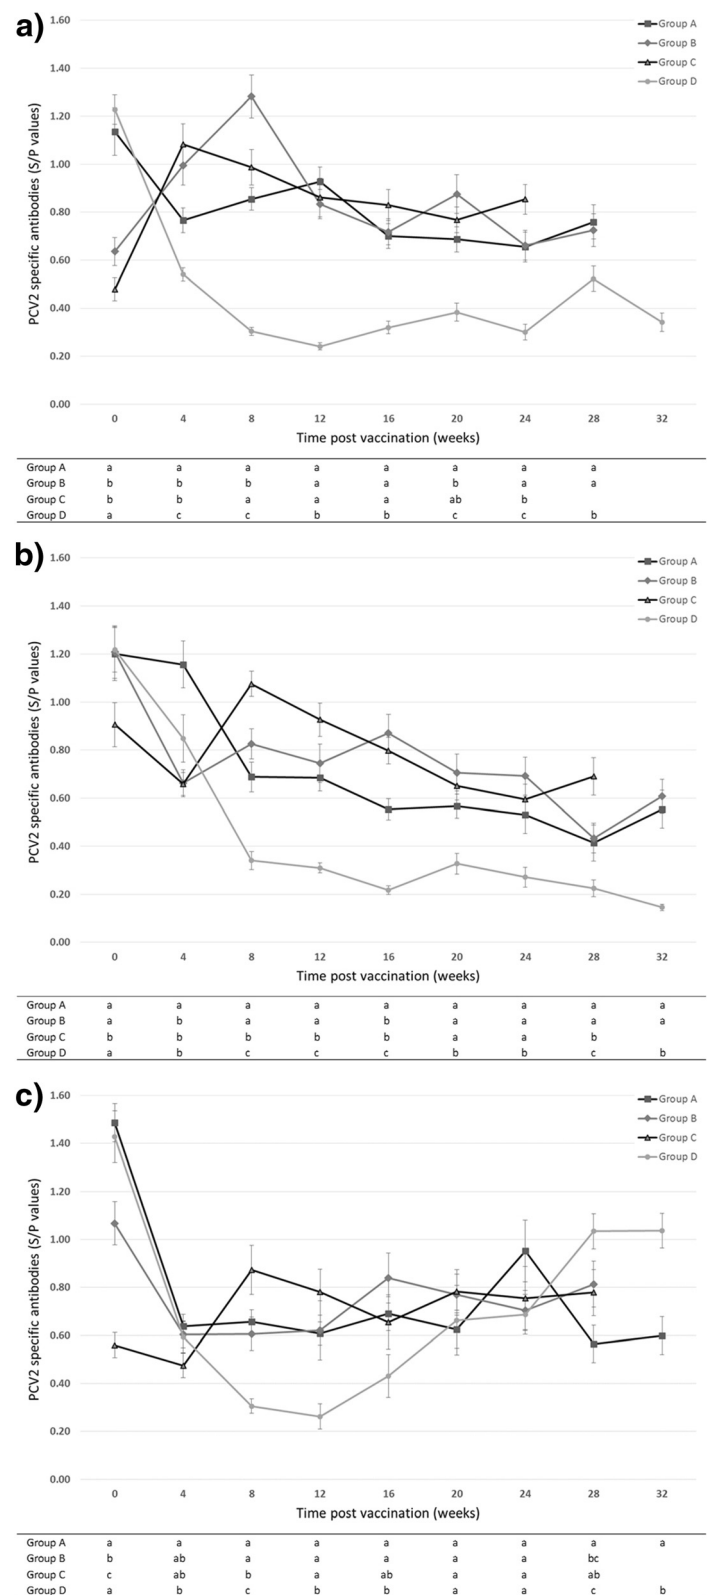 a)
1.60
1.40
1.20
1.00
0.80
0.60
0.40
0.20
0.00
PCV2 specific antibodies (S/P values)
Group A
Group B
Group C
Group D
0 4 8 12 16 20 24 28 32
Time post vaccination (weeks)
Group A a a a a a a a a
Group B b b b a a b a a
Group C b b a a a ab b
Group D a c c b b c c b
b)
1.60
1.40
1.20
1.00
0.80
0.60
0.40
0.20
0.00
PCV2 specific antibodies (S/P values)
Group A
Group B
Group C
Group D
0 4 8 12 16 20 24 28 32
Time post vaccination (weeks)
Group A a a a a a a a a a
Group B a b a a b a a a a
Group C b b b b b a a b
Group D a b c c c b b c b
c)
1.60
1.40
1.20
1.00
0.80
0.60
0.40
0.20
0.00
PCV2 specific antibodies (S/P values)
Group A
Group B
Group C
Group D
0 4 8 12 16 20 24 28 32
Time post vaccination (weeks)
Group A a a a a a a a a a
Group B b ab a a a a a bc
Group C c ab b a ab a a ab
Group D a b c b b a a c b